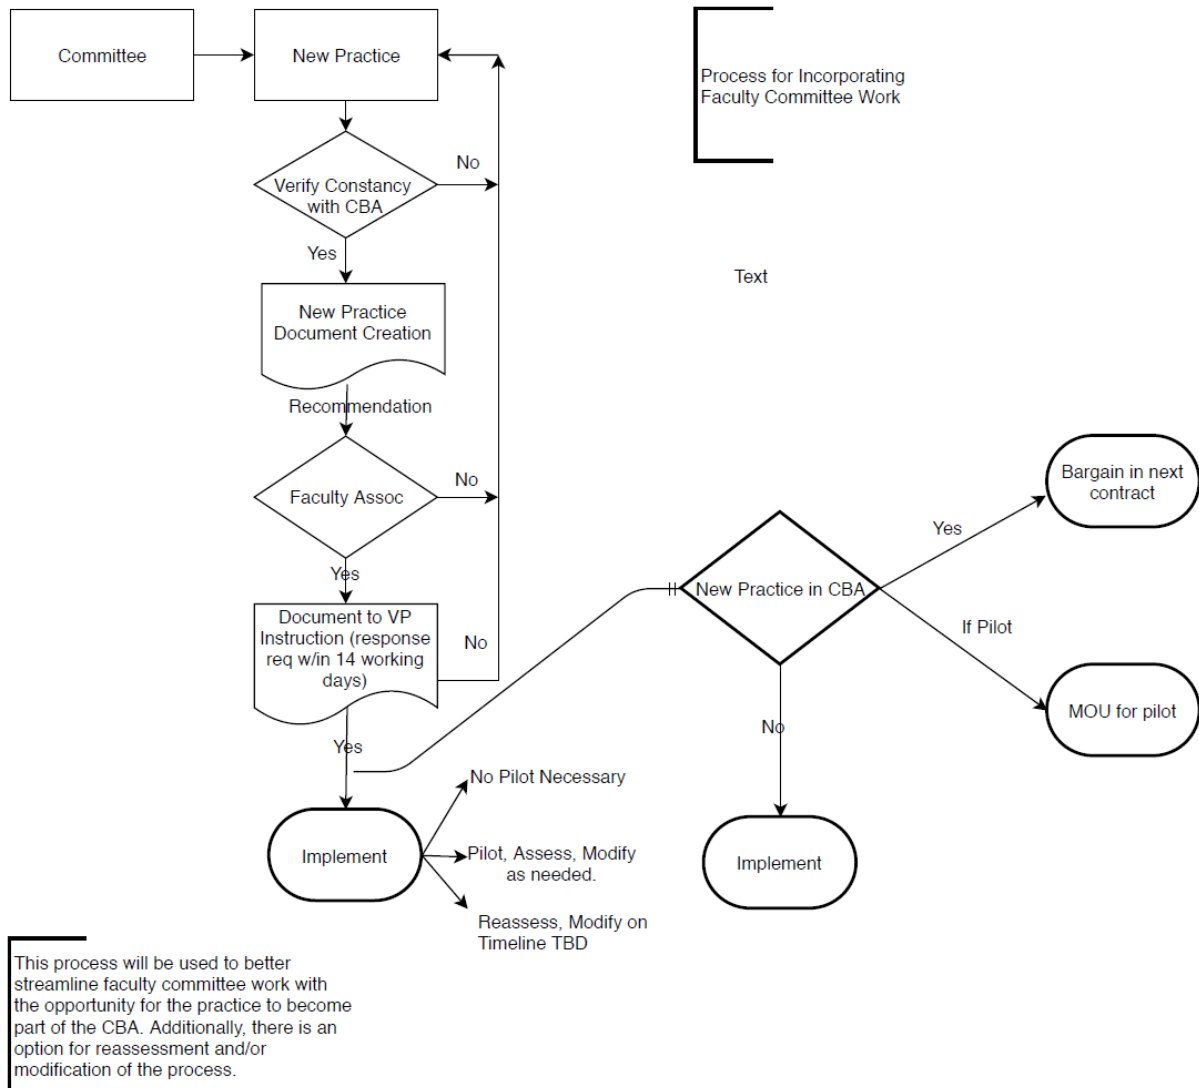 Committee
New Practice
Process for Incorporating
Faculty Committee Work
No
Verify Constancy
with CBA
Yes
Text
New Practice
Document Creation
Recommendation
Faculty Assoc
No
Yes
Document to VP
Instruction (response
req w/in 14 working
days)
No
Yes
Implement
No Pilot Necessary
Pilot, Assess, Modify
as needed.
Reassess, Modify on
Timeline TBD
New Practice in CBA
Yes
Bargain in next
contract
If Pilot
MOU for pilot
No
Implement
This process will be used to better
streamline faculty committee work with
the opportunity for the practice to become
part of the CBA. Additionally, there is an
option for reassessment and/or
modification of the process.